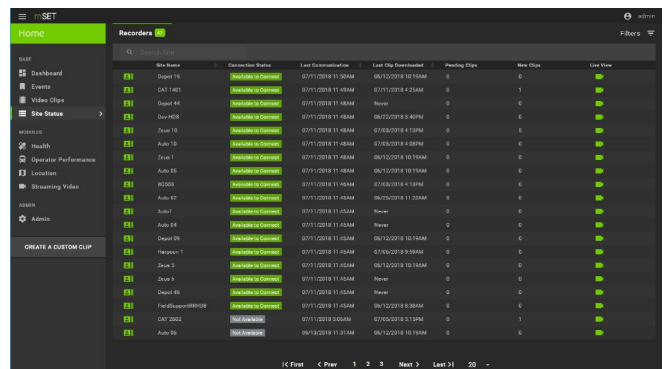 mSET
admin
Home
Recorders 47
Filters
Search Site
Site Name Connection Status Last Communication Last Clip Downloaded Pending Clips New Clips Live View
DART
Dashboard
Events
Video Clips
Site Status
MODULES
Health
Operator Performance
Location
Streaming Video
ADMIN
Admin
CREATE A CUSTOM CLIP
Depot 19 Available to Connect 07/11/2018 11:50AM 06/12/2018 10:19AM 0 0
CAT 1401 Available to Connect 07/11/2018 11:49AM 07/11/2018 4:25AM 0 1
Depot 44 Available to Connect 07/11/2018 11:48AM Never 0 0
Dev-HD8 Available to Connect 07/11/2018 11:48AM 06/22/2018 3:40PM 0 0
Zeus 10 Available to Connect 07/11/2018 11:48AM 07/03/2018 4:13PM 0 5
Auto 10 Available to Connect 07/11/2018 11:48AM 07/03/2018 4:08PM 0 0
Zeus 1 Available to Connect 07/11/2018 11:48AM 06/12/2018 10:19AM 0 0
Auto 05 Available to Connect 07/11/2018 11:48AM 06/12/2018 10:19AM 0 0
Available to Connect 07/11/2018 11:46AM 07/03/2018 4:13PM 0 0
Auto 02 Available to Connect 07/11/2018 11:45AM 06/25/2018 11:23AM 0 0
Auto1 Available to Connect 07/11/2018 11:45AM Never 0 0
Auto 04 Available to Connect 07/11/2018 11:45AM Never 0 0
Depot 09 Available to Connect 07/11/2018 11:45AM 06/12/2018 10:19AM 0 0
Harpoon 1 Available to Connect 07/11/2018 11:45AM 07/06/2018 9:59AM 0 0
Zeus 5 Available to Connect 07/11/2018 11:45AM 06/12/2018 10:19AM 0 0
Zeus 6 Available to Connect 07/11/2018 11:45AM Never 0 0
Depot 46 Available to Connect 07/11/2018 11:45AM Never 0 0
FieldSupportRRHD8 Available to Connect 07/11/2018 11:45AM 06/12/2018 8:38AM 0 0
CAT 2602 Not Available 07/11/2018 3:06AM 07/05/2018 3:13PM 0 1
Auto 06 Not Available 06/13/2018 11:31AM 06/12/2018 10:19AM 0 0
|< First < Prev 1 2 3 Next > Last >| 20